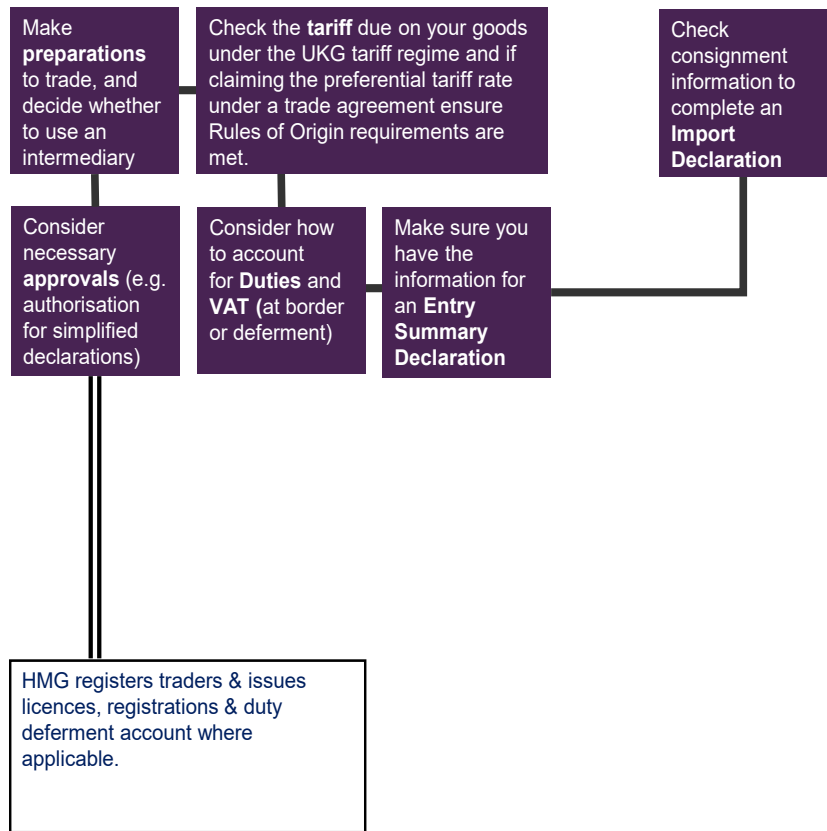 Make
preparations
to trade, and
decide whether
to use an
intermediary
Check the tariff due on your goods
under the UKG tariff regime and if
claiming the preferential tariff rate
under a trade agreement ensure
Rules of Origin requirements are
met.
Check
consignment
information to
complete an
Import
Declaration
Consider
necessary
approvals (e.g.
authorisation
for simplified
declarations)
Consider how
to account
for Duties and
VAT (at border
or deferment)
Make sure you
have the
information for
an Entry
Summary
Declaration
HMG registers traders & issues
licences, registrations & duty
deferment account where
applicable.